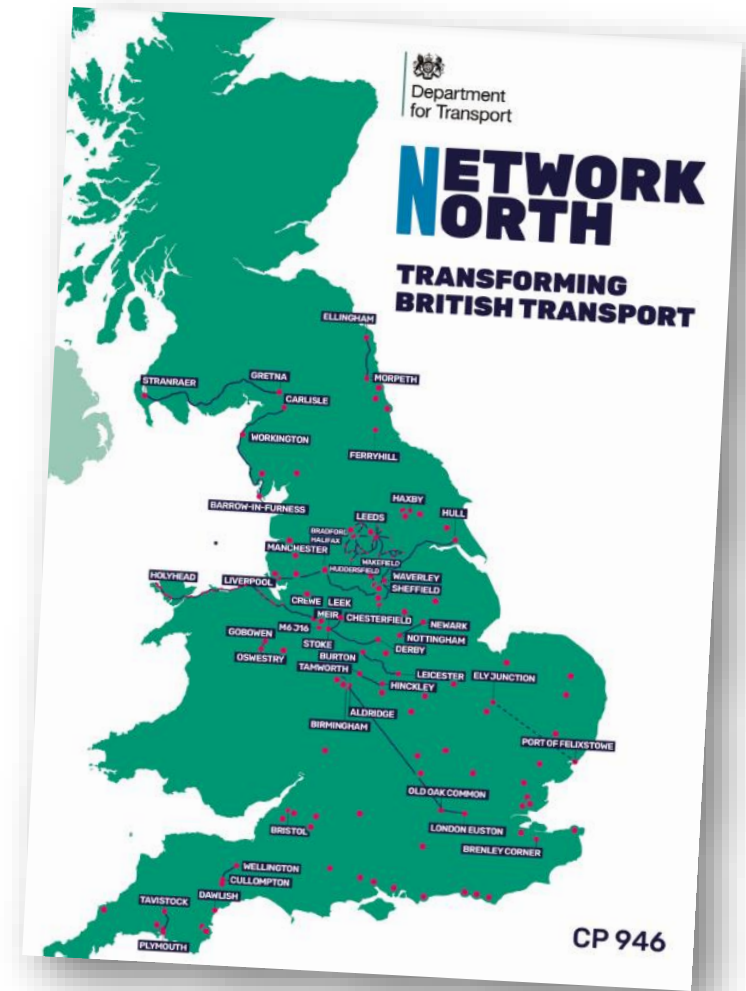 Department
for Transport
NETWORK
NORTH
TRANSFORMING
BRITISH TRANSPORT
ELLINGHAM
STRANRAER
GRETNA
MORPETH
CARLISLE
WORKINGTON
FERRYHILL
BARROW-IN-FURNESS
HAXBY
LEEDS
HULL
BRADFORD
HALIFAX
MANCHESTER
WAKEFIELD
HUDDERSFIELD
HOLYHEAD
LIVERPOOL
WAVERLEY
SHEFFIELD
CREWE
LEEK
MEIR
CHESTERFIELD
M6 J16
NEWARK
GOBOWEN
NOTTINGHAM
STOKE
DERBY
OSWESTRY
BURTON
TAMWORTH
LEICESTER
ELY JUNCTION
HINCKLEY
ALDRIDGE
BIRMINGHAM
PORT OF FELIXSTOWE
OLD OAK COMMON
BRISTOL
LONDON EUSTON
BRENLEY CORNER
WELLINGTON
CULLOMPTON
DAWLISH
TAVISTOCK
PLYMOUTH
CP 946